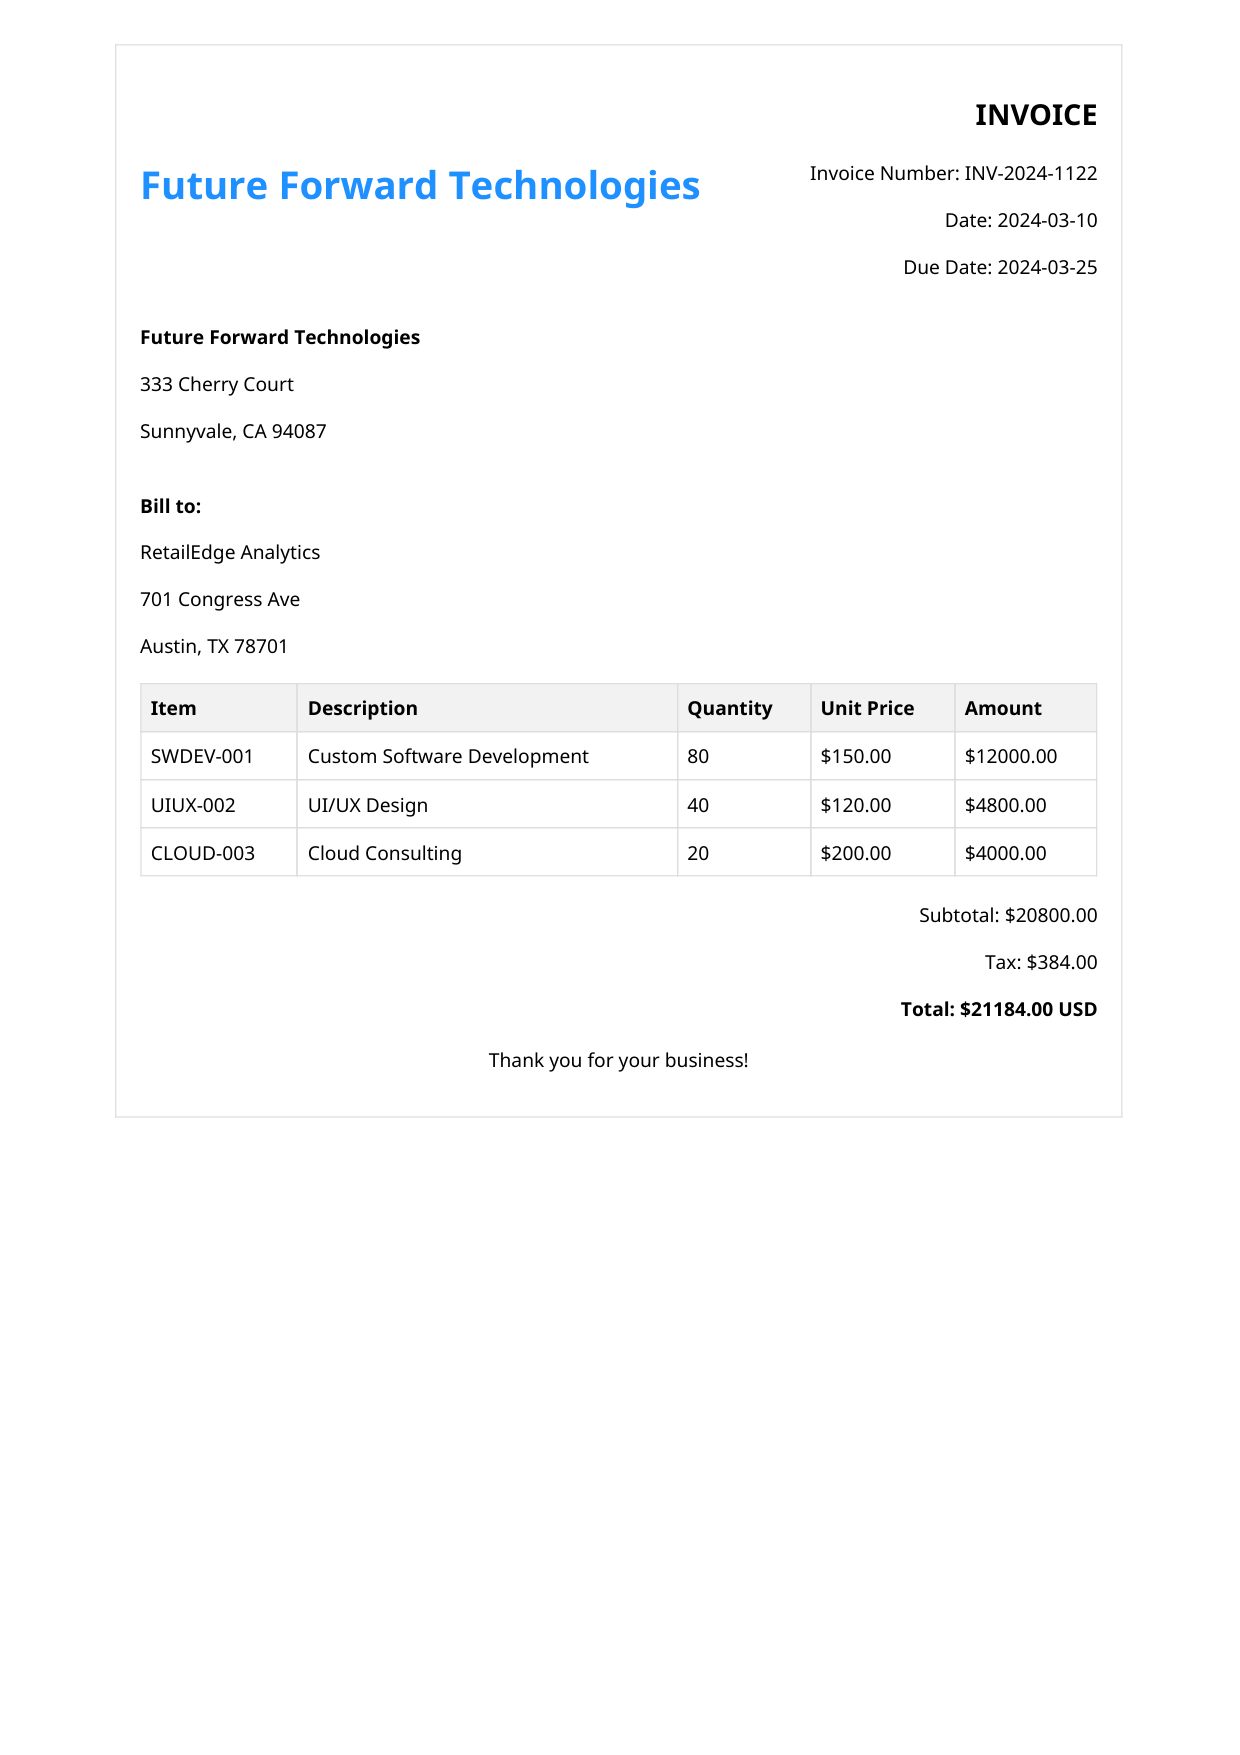 INVOICE
Future Forward Technologies
Invoice Number: INV-2024-1122
Date: 2024-03-10
Due Date: 2024-03-25
Future Forward Technologies
333 Cherry Court
Sunnyvale, CA 94087
Bill to:
RetailEdge Analytics
701 Congress Ave
Austin, TX 78701
Item Description Quantity Unit Price Amount
SWDEV-001 Custom Software Development 80 $150.00 $12000.00
UIUX-002 UI/UX Design 40 $120.00 $4800.00
CLOUD-003 Cloud Consulting 20 $200.00 $4000.00
Subtotal: $20800.00
Tax: $384.00
Total: $21184.00 USD
Thank you for your business!